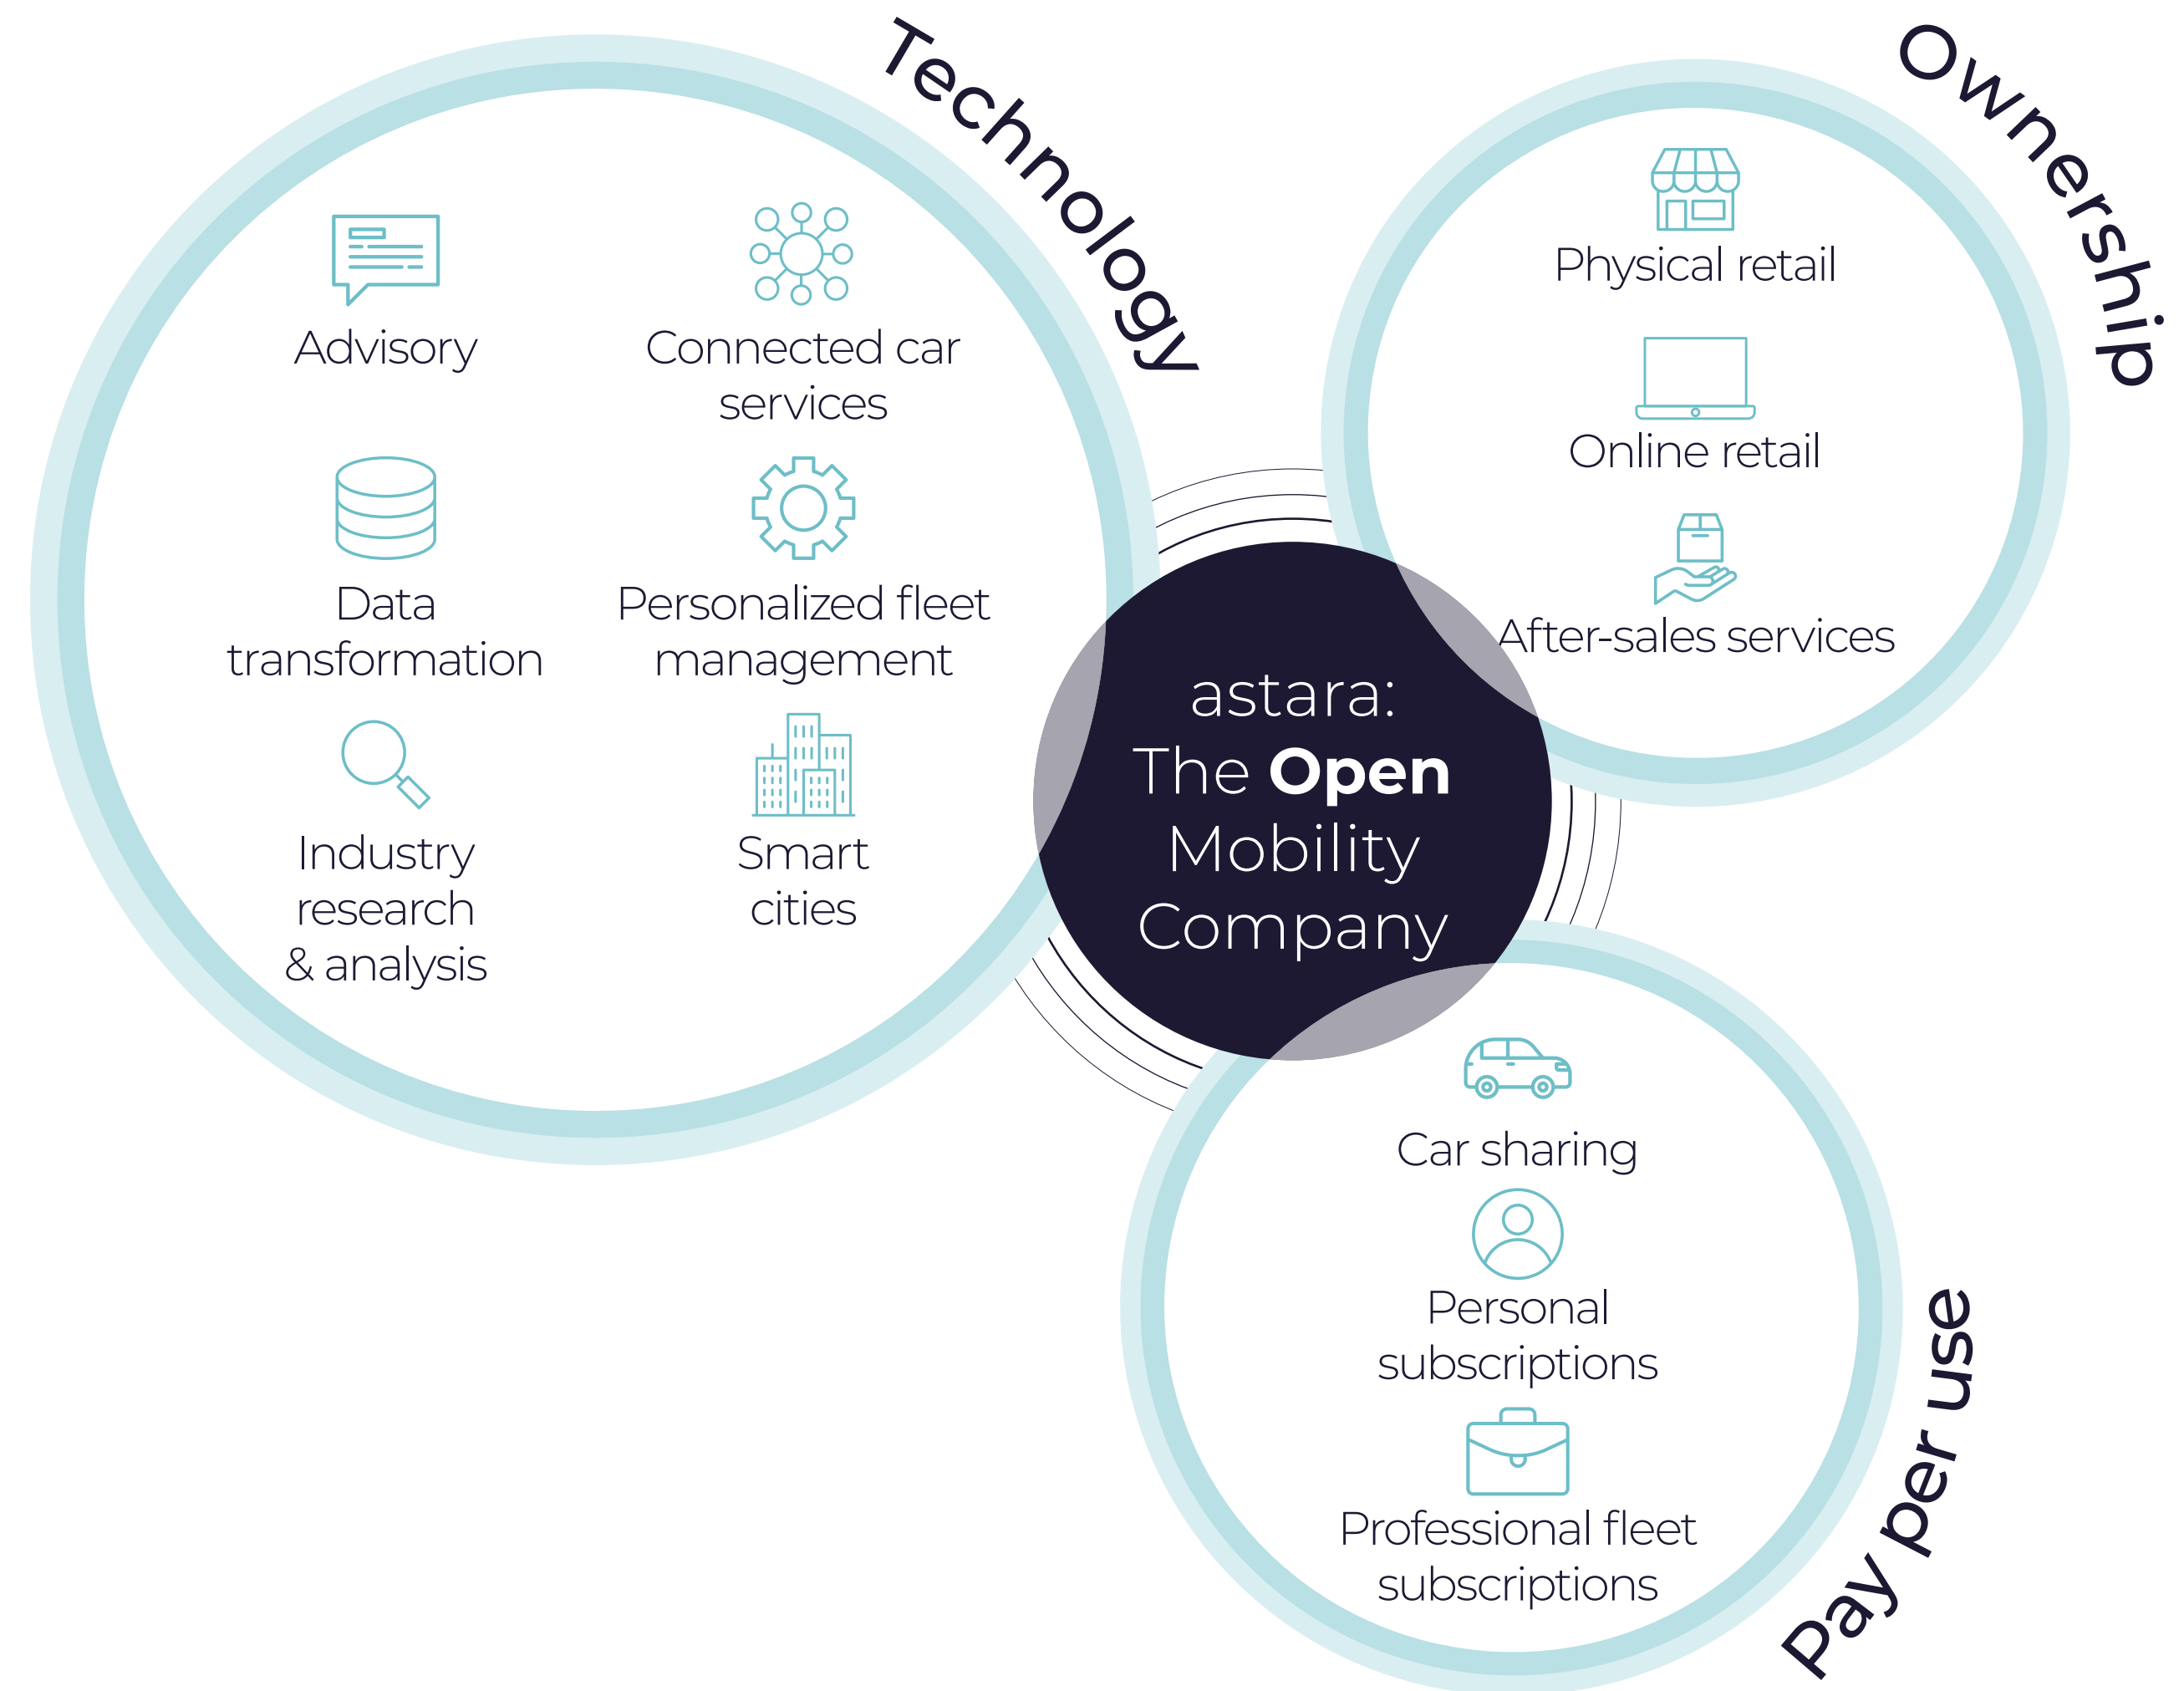 Technology
Advisory
Connected car
services
Data
transformation
Personalized fleet
management
Industry
research
& analysis
Smart
cities
Ownership
Physical retail
Online retail
After-sales services
astara:
The Open
Mobility
Company
Pay per use
Car sharing
Personal
subscriptions
Professional fleet
subscriptions